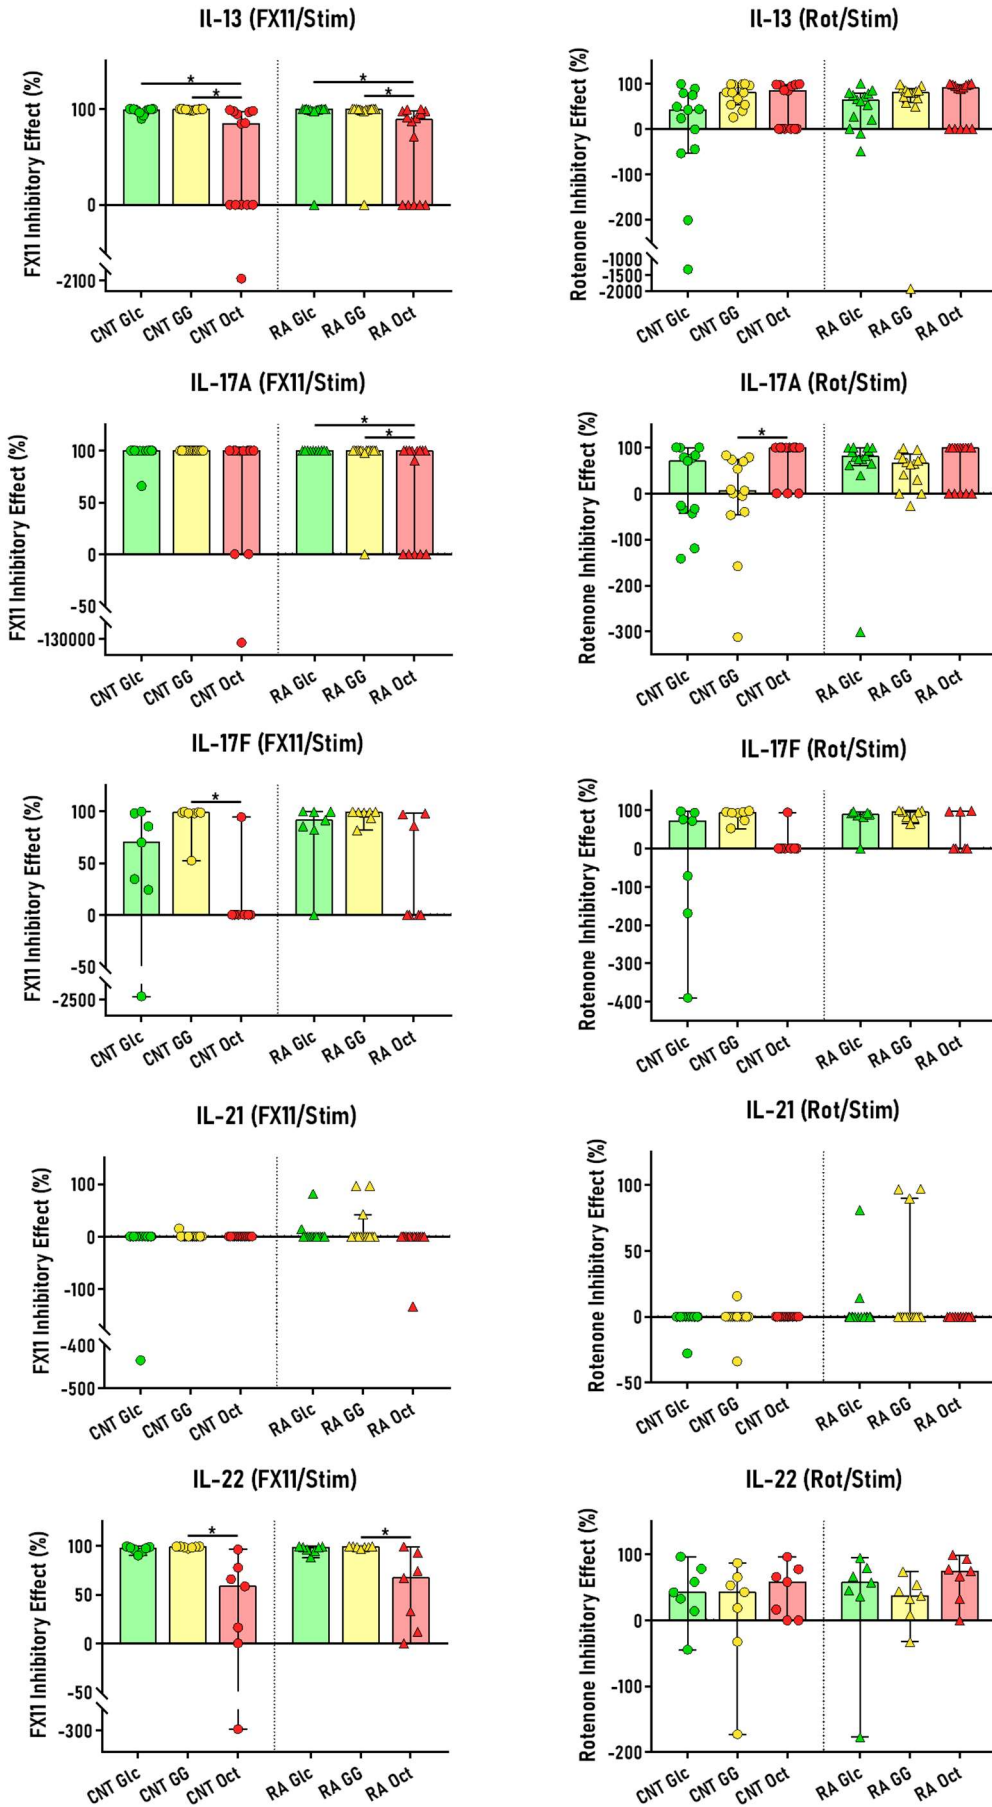 Il-13 (FX11/Stim)
FX11 Inhibitory Effect (%)
100
0
-2100
*
*
*
*
CNT Glc
CNT GG
CNT Oct
RA Glc
RA GG
RA Oct
Il-13 (Rot/Stim)
Rotenone Inhibitory Effect (%)
100
0
-100
-200
-1000
-1500
-2000
CNT Glc
CNT GG
CNT Oct
RA Glc
RA GG
RA Oct
IL-17A (FX11/Stim)
FX11 Inhibitory Effect (%)
100
50
0
-50
-130000
*
*
CNT Glc
CNT GG
CNT Oct
RA Glc
RA GG
RA Oct
IL-17A (Rot/Stim)
Rotenone Inhibitory Effect (%)
100
0
-100
-200
-300
*
CNT Glc
CNT GG
CNT Oct
RA Glc
RA GG
RA Oct
IL-17F (FX11/Stim)
FX11 Inhibitory Effect (%)
100
50
0
-50
-2500
*
CNT Glc
CNT GG
CNT Oct
RA Glc
RA GG
RA Oct
IL-17F (Rot/Stim)
Rotenone Inhibitory Effect (%)
100
0
-100
-200
-300
-400
CNT Glc
CNT GG
CNT Oct
RA Glc
RA GG
RA Oct
IL-21 (FX11/Stim)
FX11 Inhibitory Effect (%)
100
0
-100
-400
-500
CNT Glc
CNT GG
CNT Oct
RA Glc
RA GG
RA Oct
IL-21 (Rot/Stim)
Rotenone Inhibitory Effect (%)
100
50
0
-50
CNT Glc
CNT GG
CNT Oct
RA Glc
RA GG
RA Oct
IL-22 (FX11/Stim)
FX11 Inhibitory Effect (%)
100
50
0
-50
-300
*
*
CNT Glc
CNT GG
CNT Oct
RA Glc
RA GG
RA Oct
IL-22 (Rot/Stim)
Rotenone Inhibitory Effect (%)
100
0
-100
-200
CNT Glc
CNT GG
CNT Oct
RA Glc
RA GG
RA Oct